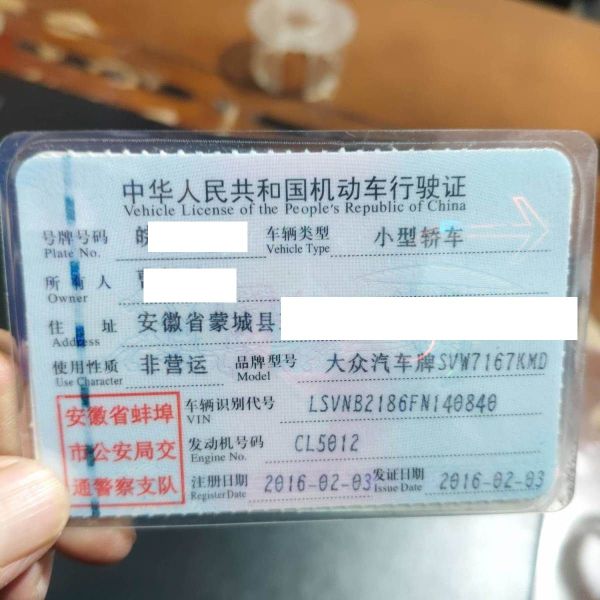 中华人民共和国机动车行驶证
Vehicle License of the People's Republic of China
号牌号码 皖 车辆类型 小型轿车
Plate No. Vehicle Type
所有人
Owner
住址 安徽省蒙城县
Address
使用性质 非营运 品牌型号 大众汽车牌SVW7167KMD
Use Character Model
安徽省蚌埠
市公安局交
通警察支队
车辆识别代号 LSVNB2186FN140840
VIN
发动机号码 CL5012
Engine No.
注册日期 2016-02-03 发证日期 2016-02-03
Register Date Issue Date